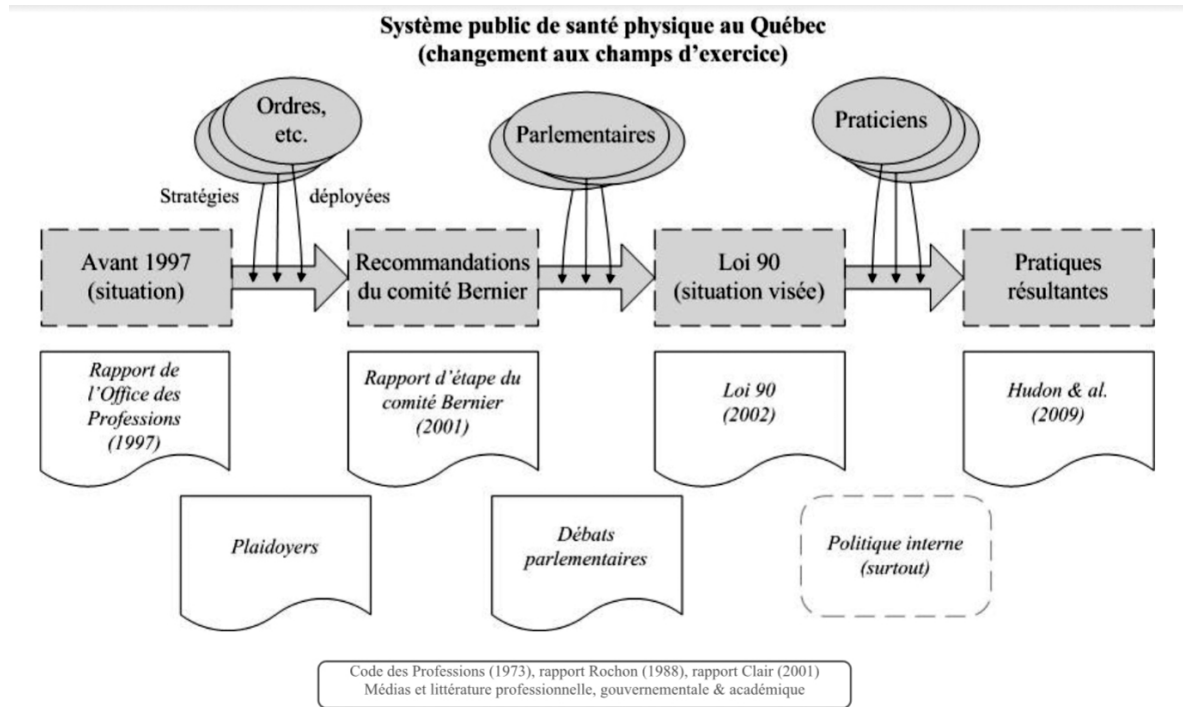 Système public de santé physique au Québec
(changement aux champs d'exercice)
Ordres,
etc.
Parlementaires
Praticiens
Stratégies
déployées
Avant 1997
(situation)
Recommandations
du comité Bernier
Loi 90
(situation visée)
Pratiques
résultantes
Rapport de
l'Office des
Professions
(1997)
Rapport d'étape du
comité Bernier
(2001)
Loi 90
(2002)
Hudon & al.
(2009)
Plaidoyers
Débats
parlementaires
Politique interne
(surtout)
Code des Professions (1973), rapport Rochon (1988), rapport Clair (2001)
Médias et littérature professionnelle, gouvernementale & académique